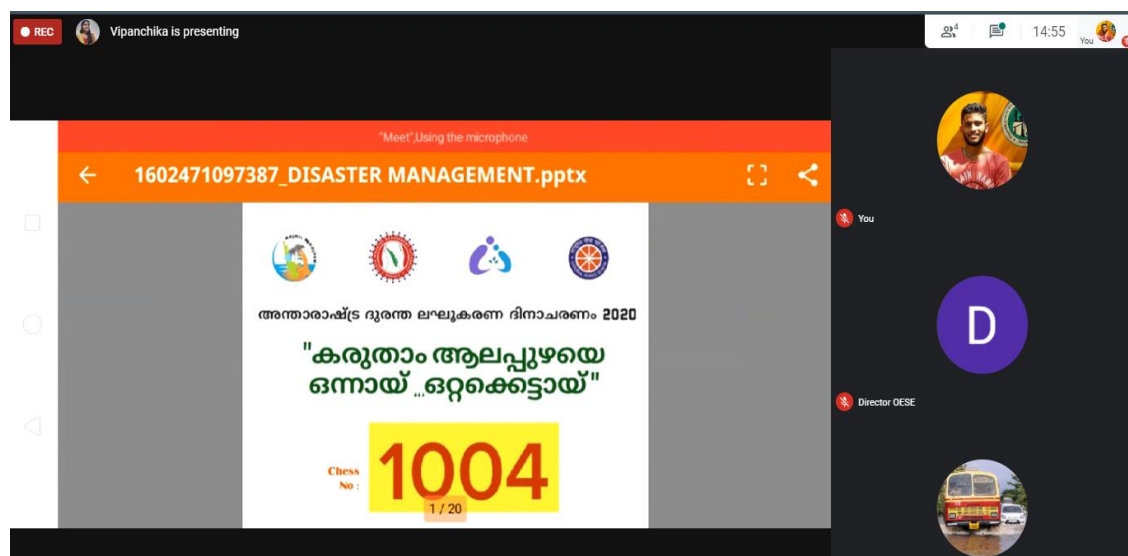 REC
Vipanchika is presenting
4
14:55
You
"Meet",Using the microphone
1602471097387_DISASTER MANAGEMENT.pptx
അന്താരാഷ്ട്ര ദുരന്ത ലഘൂകരണ ദിനാചരണം 2020
"കരുതാം ആലപ്പുഴയെ
ഒന്നായ് ...ഒറ്റക്കെട്ടായ്"
Chess
No :
1004
1 / 20
You
D
Director OESE